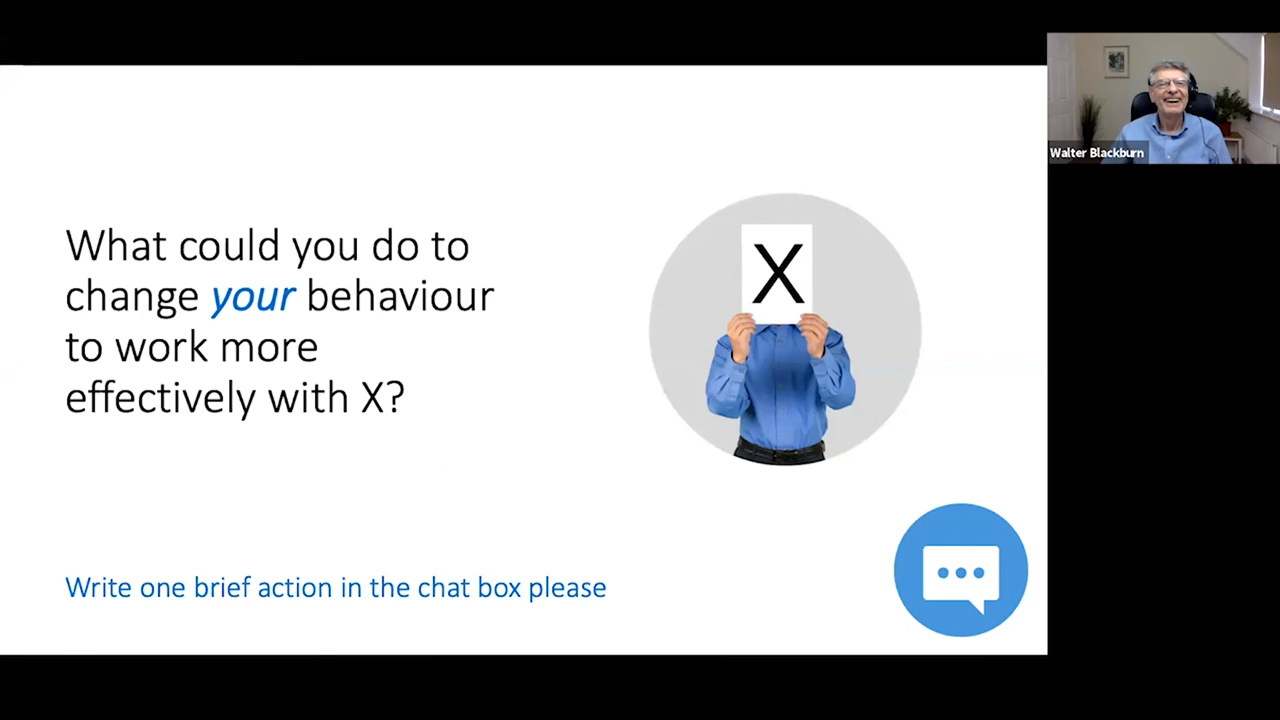 What could you do to
change your behaviour
to work more
effectively with X?
X
Write one brief action in the chat box please
Walter Blackburn